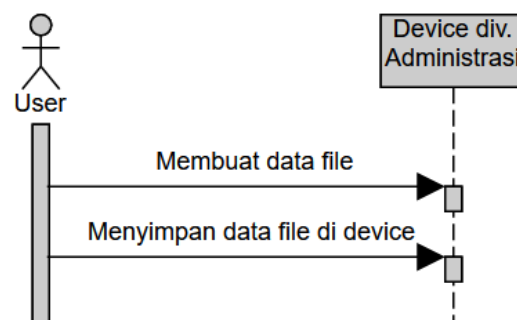 Device div.
Administrasi
User
Membuat data file
Menyimpan data file di device